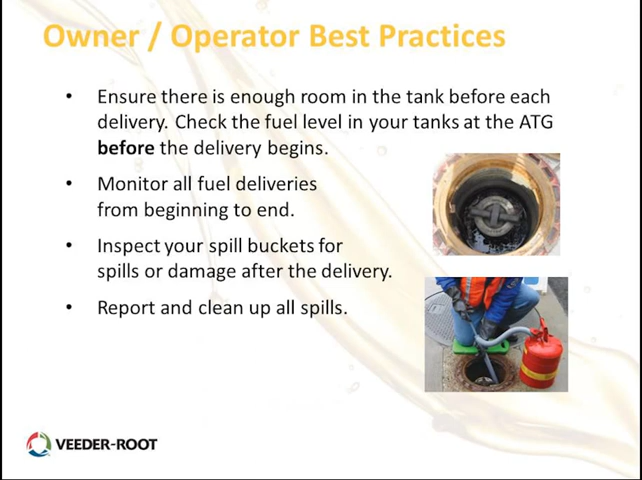 Owner / Operator Best Practices
• Ensure there is enough room in the tank before each
delivery. Check the fuel level in your tanks at the ATG
before the delivery begins.
• Monitor all fuel deliveries
from beginning to end.
• Inspect your spill buckets for
spills or damage after the delivery.
• Report and clean up all spills.
VEEDER-ROOT